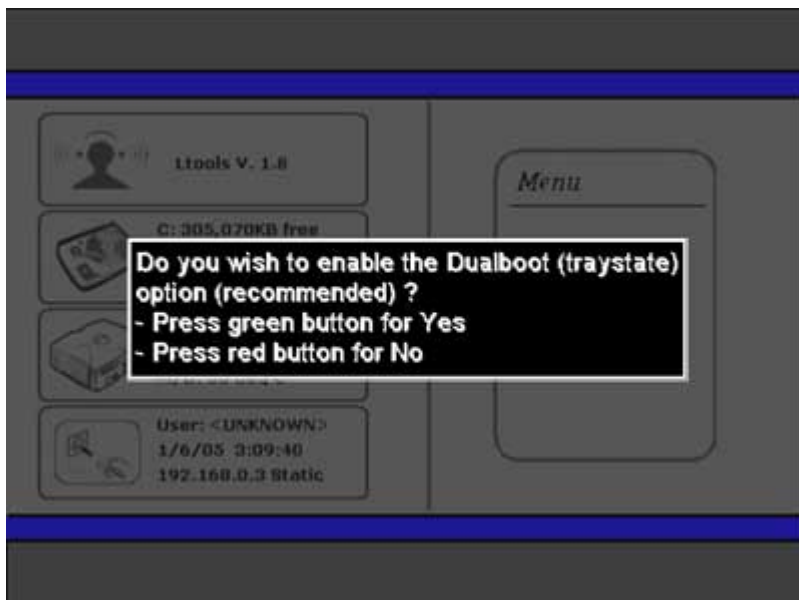 Ltools V. 1.8
Menu
C: 305,070KB free
Do you wish to enable the Dualboot (traystate)
option (recommended) ?
- Press green button for Yes
- Press red button for No
User: <UNKNOWN>
1/6/05 3:09:40
192.168.0.3 Static